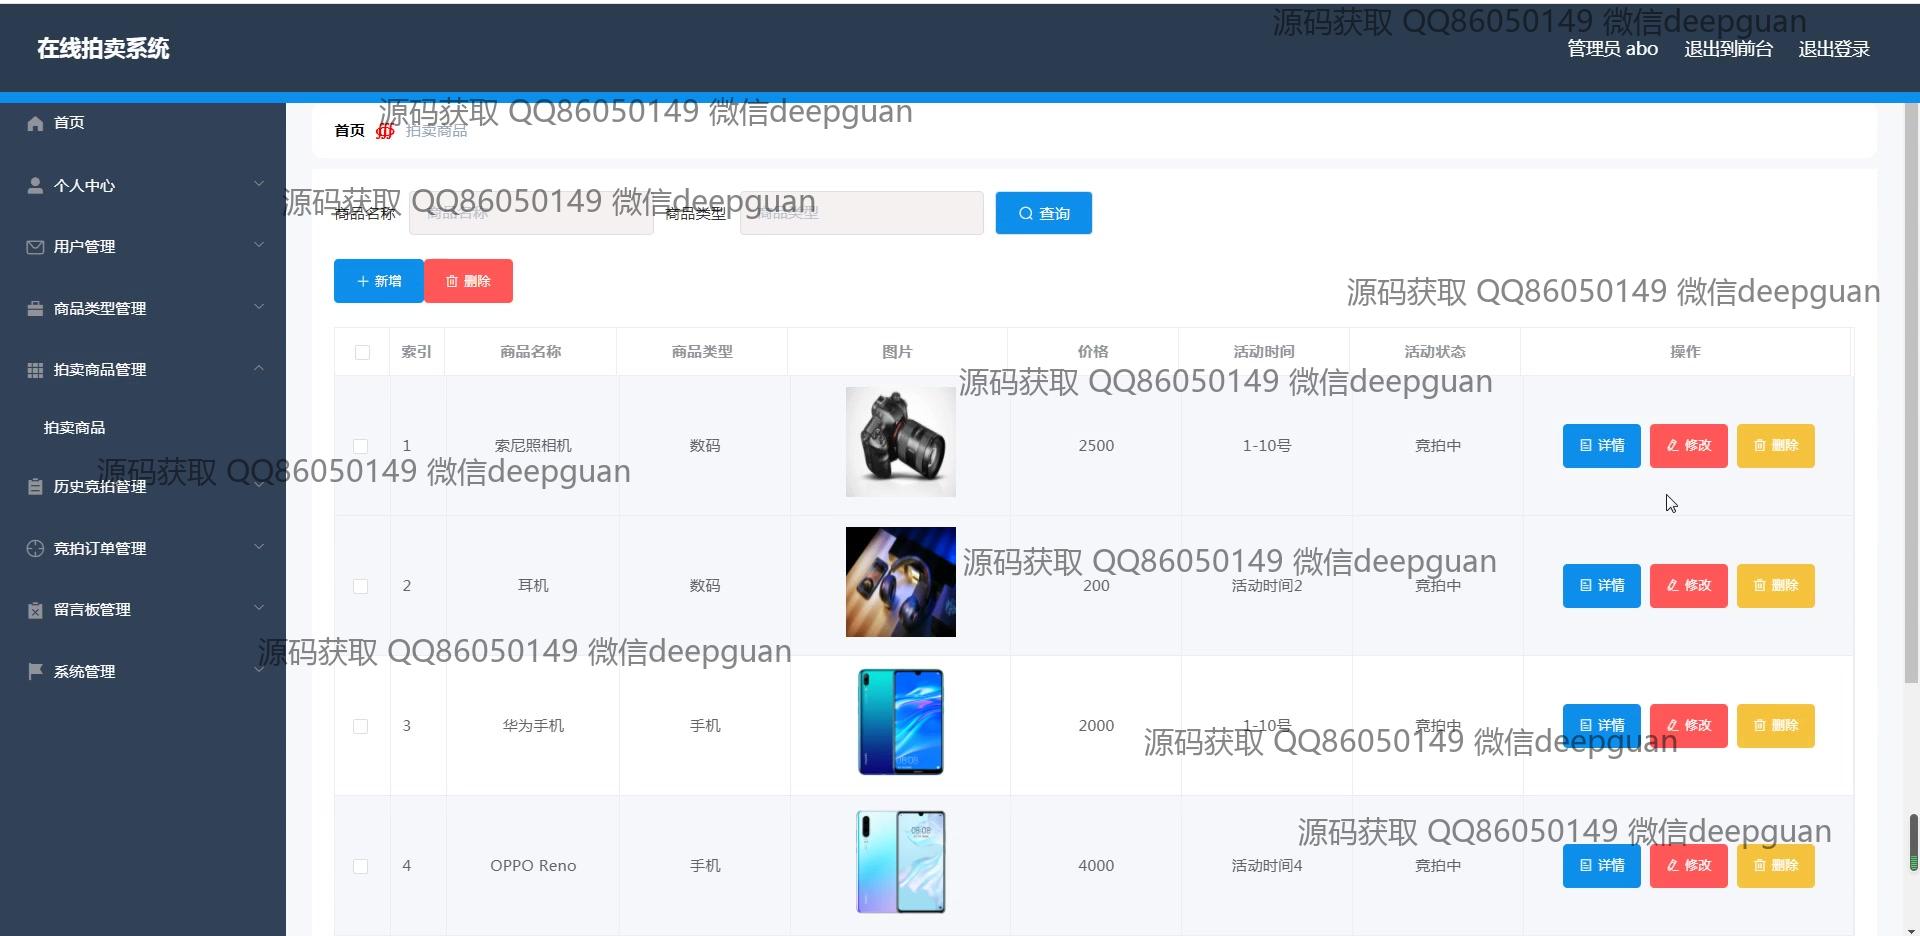 源码获取 QQ86050149 微信deepguan
在线拍卖系统
管理员 abo 退出到前台 退出登录
源码获取 QQ86050149 微信deepguan
首页
首页 拍卖商品
个人中心
源码获取 QQ86050149 微信deepguan
商品名称 商品名称 商品类型 商品类型 查询
用户管理
新增 删除
源码获取 QQ86050149 微信deepguan
商品类型管理
索引 商品名称 商品类型 图片 价格 活动时间 活动状态 操作
拍卖商品管理
源码获取 QQ86050149 微信deepguan
拍卖商品
1 索尼照相机 数码 2500 1-10号 竞拍中 详情 修改 删除
源码获取 QQ86050149 微信deepguan
历史竞拍管理
竞拍订单管理
源码获取 QQ86050149 微信deepguan
2 耳机 数码 200 活动时间2 竞拍中 详情 修改 删除
留言板管理
源码获取 QQ86050149 微信deepguan
系统管理
3 华为手机 手机 2000 1-10号 竞拍中 详情 修改 删除
源码获取 QQ86050149 微信deepguan
08:08
源码获取 QQ86050149 微信deepguan
08:08
4 OPPO Reno 手机 4000 活动时间4 竞拍中 详情 修改 删除